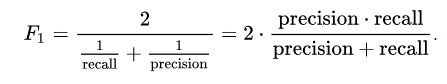 F₁ = 2 / (1/recall + 1/precision) = 2 · (precision · recall) / (precision + recall) .